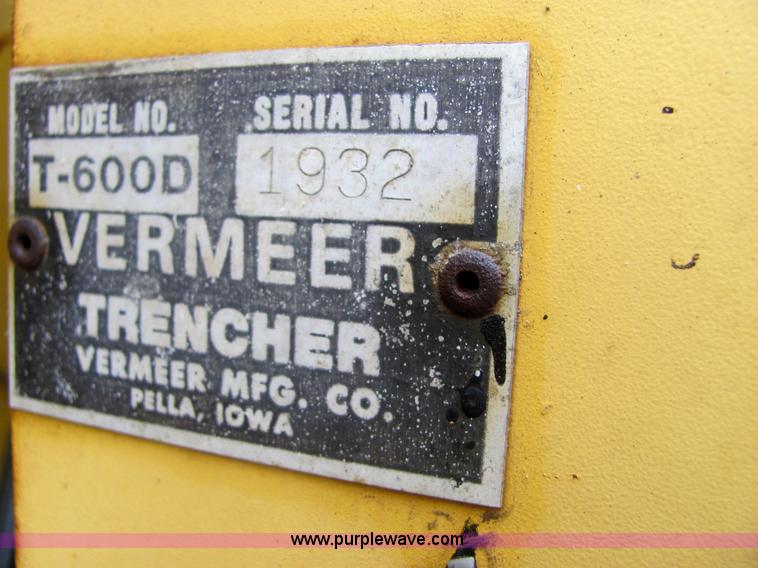 MODEL NO. SERIAL NO.
T-600D 1932
VERMEER
TRENCHER
VERMEER MFG. CO.
PELLA, IOWA
www.purplewave.com